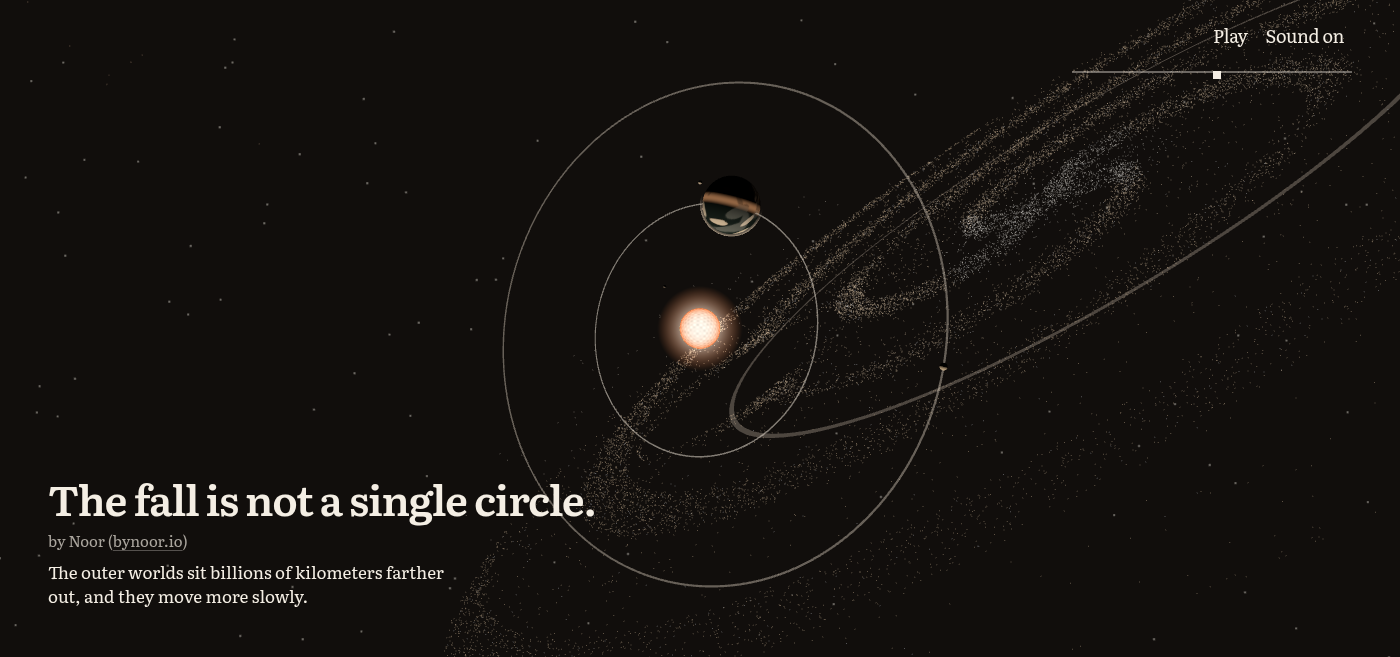 Play Sound on
The fall is not a single circle.
by Noor (bynoor.io)
The outer worlds sit billions of kilometers farther
out, and they move more slowly.